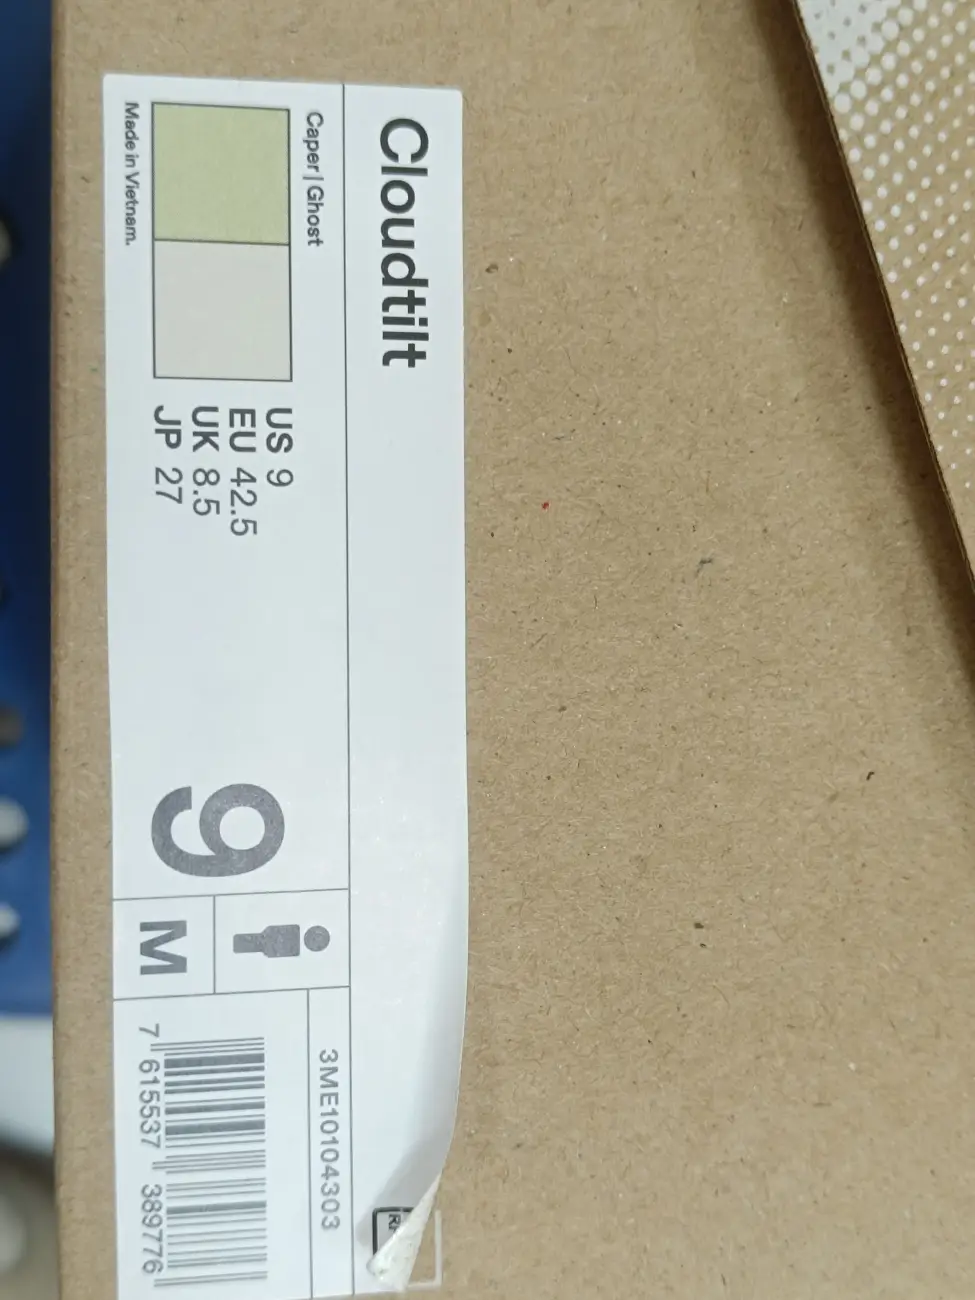 Cloudtilt
Caper | Ghost
Made in Vietnam.
US 9
EU 42.5
UK 8.5
JP 27
9
M
3ME10104303
7 615537 389776